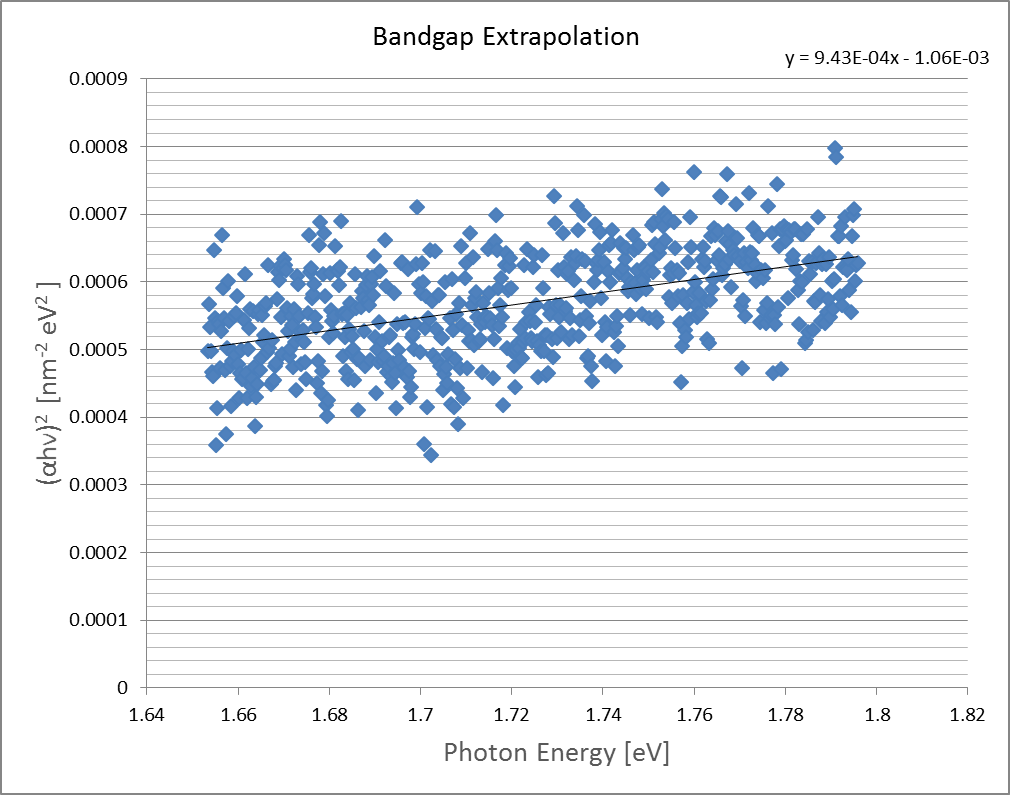 Bandgap Extrapolation
y = 9.43E-04x - 1.06E-03
0.0009
0.0008
0.0007
0.0006
0.0005
0.0004
0.0003
0.0002
0.0001
0
(αhν)² [nm⁻² eV² ]
1.64 1.66 1.68 1.7 1.72 1.74 1.76 1.78 1.8 1.82
Photon Energy [eV]